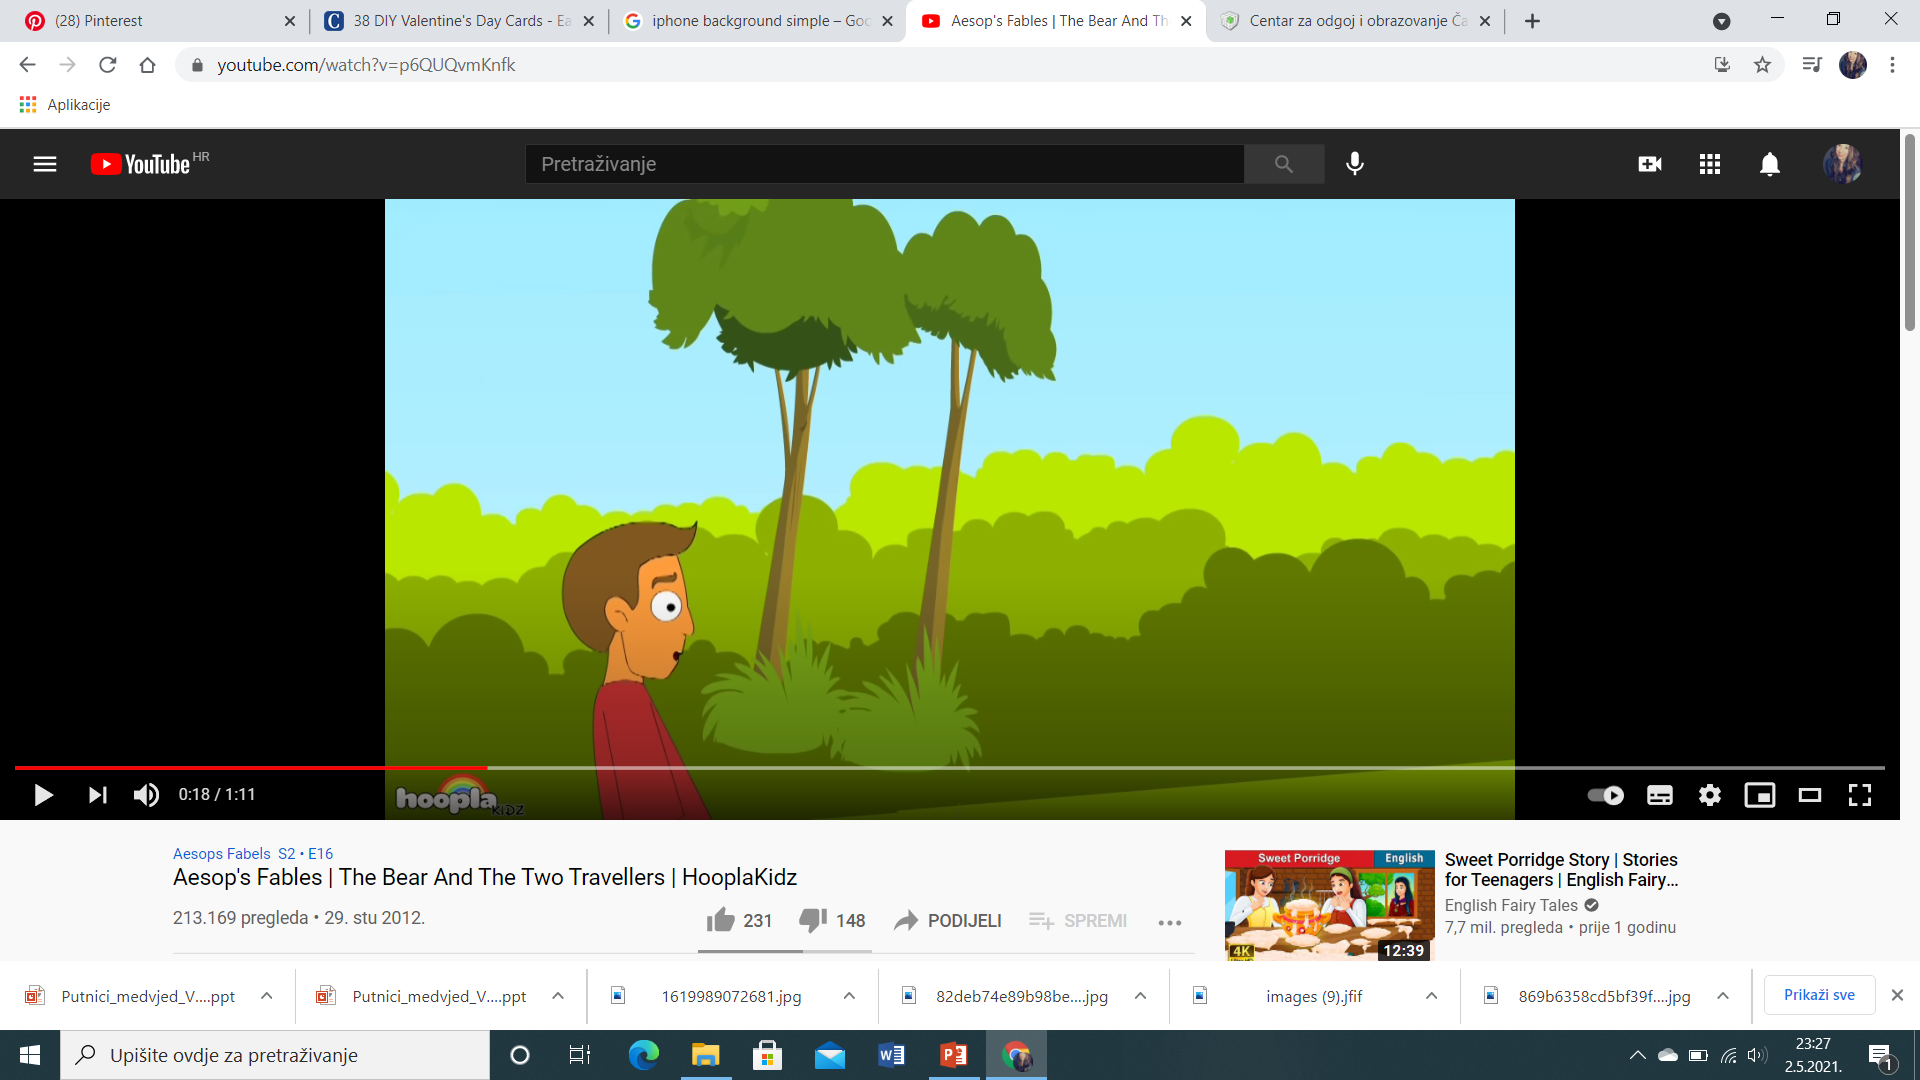 (28) Pinterest
38 DIY Valentine's Day Cards - Ea
iphone background simple – Goo
Aesop's Fables | The Bear And Th
Centar za odgoj i obrazovanje Ča
youtube.com/watch?v=p6QUQvmKnfk
Aplikacije
YouTube HR
Pretraživanje
hoopla KIDZ
0:18 / 1:11
Aesops Fabels S2 • E16
Aesop's Fables | The Bear And The Two Travellers | HooplaKidz
213.169 pregleda • 29. stu 2012.
231
148
PODIJELI
SPREMI
Sweet Porridge
English
4K
12:39
Sweet Porridge Story | Stories
for Teenagers | English Fairy...
English Fairy Tales
7,7 mil. pregleda • prije 1 godinu
Putnici_medvjed_V....ppt
Putnici_medvjed_V....ppt
1619989072681.jpg
82deb74e89b98be....jpg
images (9).jfif
869b6358cd5bf39f....jpg
Prikaži sve
Upišite ovdje za pretraživanje
23:27
2.5.2021.
1